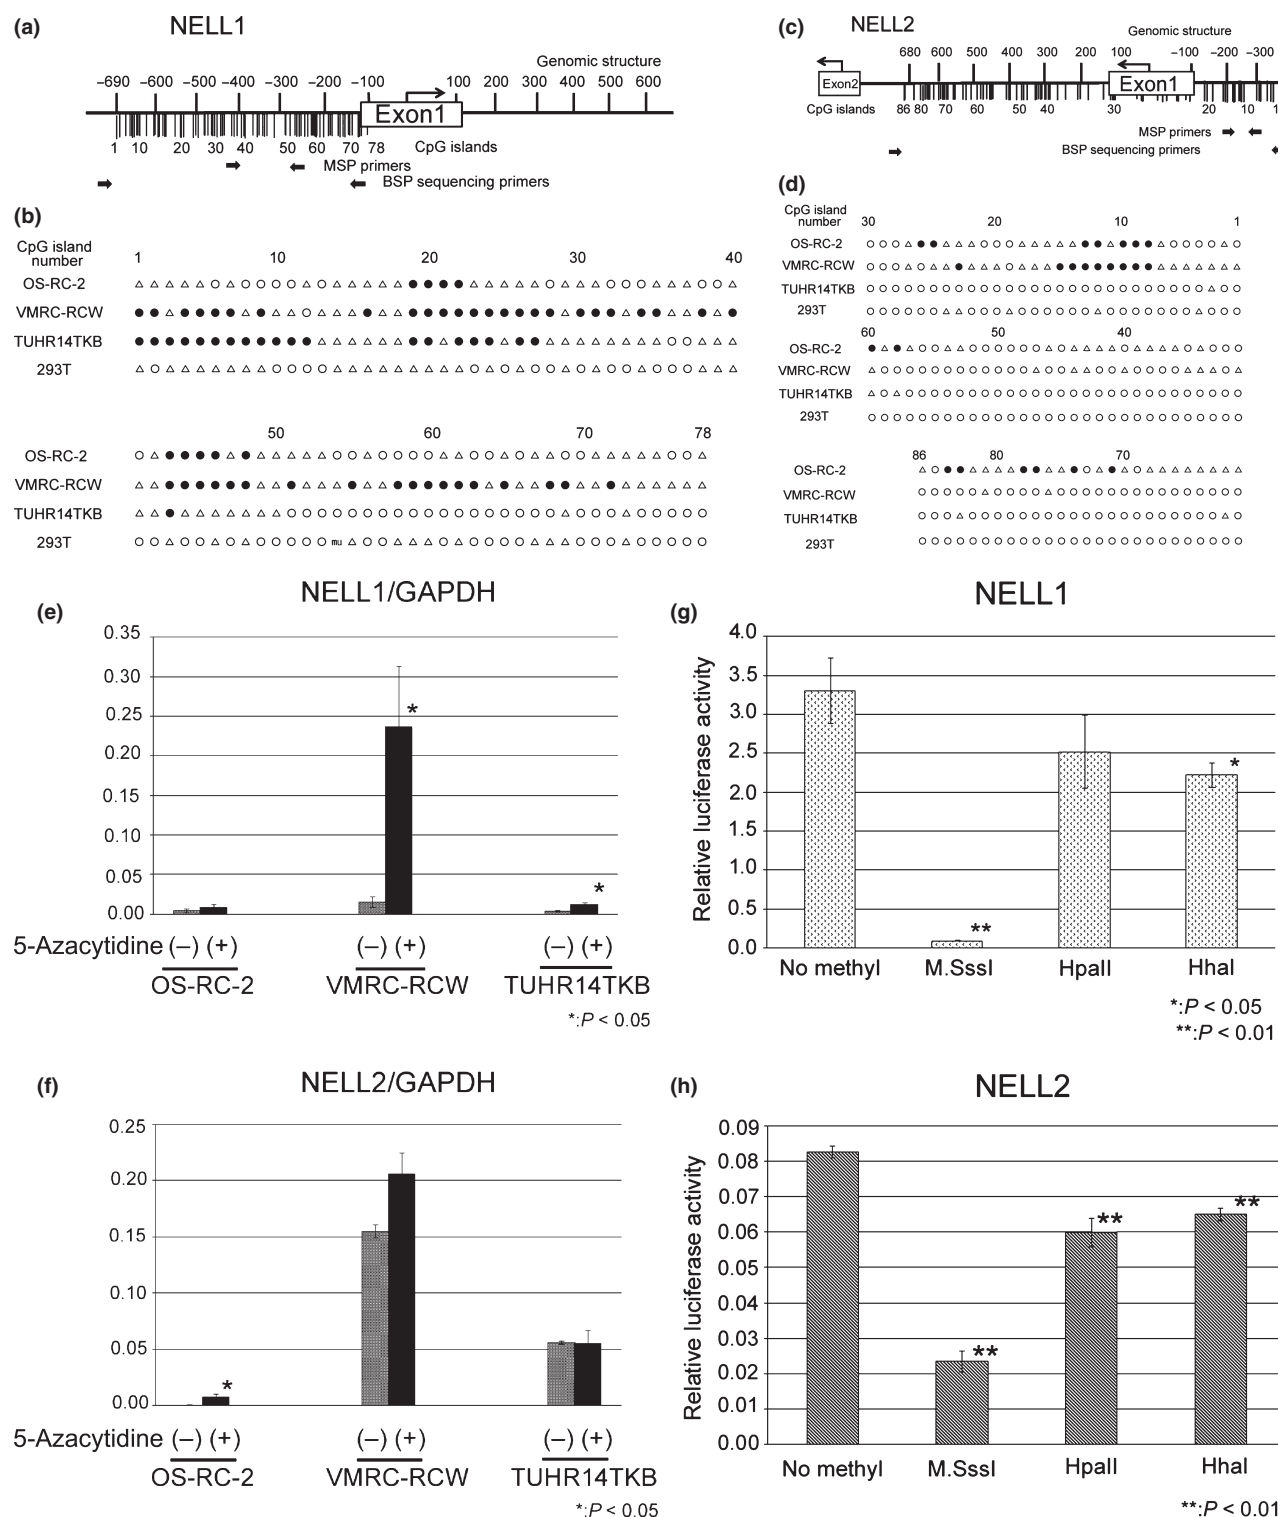 (a)
NELL1
Genomic structure
−690 −500 −400 −300 −200 −100 100 200 300 400 500 600
Exon1
1 10 20 30 40 50 60 70 78 CpG islands
MSP primers
BSP sequencing primers
(c)
NELL2
Genomic structure
680 600 500 400 300 200 100 −100 −200 −300
Exon2
Exon1
CpG islands
86 80 70 60 50 40 30 20 10 1
MSP primers
BSP sequencing primers
(b)
CpG island
number
1 10 20 30 40
OS-RC-2
VMRC-RCW
TUHR14TKB
293T
50 60 70 78
OS-RC-2
VMRC-RCW
TUHR14TKB
293T
mu
(d)
CpG island
number
30 20 10 1
OS-RC-2
VMRC-RCW
TUHR14TKB
293T
60 50 40
OS-RC-2
VMRC-RCW
TUHR14TKB
293T
86 80 70
OS-RC-2
VMRC-RCW
TUHR14TKB
293T
(e)
NELL1/GAPDH
0.35
0.30
0.25
0.20
0.15
0.10
0.05
0.00
*
*
5-Azacytidine (–) (+) (–) (+) (–) (+)
OS-RC-2 VMRC-RCW TUHR14TKB
*:P < 0.05
(g)
NELL1
Relative luciferase activity
4.0
3.5
3.0
2.5
2.0
1.5
1.0
0.5
0.0
**
*
No methyl M.SssI HpaII HhaI
*:P < 0.05
**:P < 0.01
(f)
NELL2/GAPDH
0.25
0.20
0.15
0.10
0.05
0.00
*
5-Azacytidine (–) (+) (–) (+) (–) (+)
OS-RC-2 VMRC-RCW TUHR14TKB
*:P < 0.05
(h)
NELL2
Relative luciferase activity
0.09
0.08
0.07
0.06
0.05
0.04
0.03
0.02
0.01
0.00
**
**
**
No methyl M.SssI HpaII HhaI
**:P < 0.01